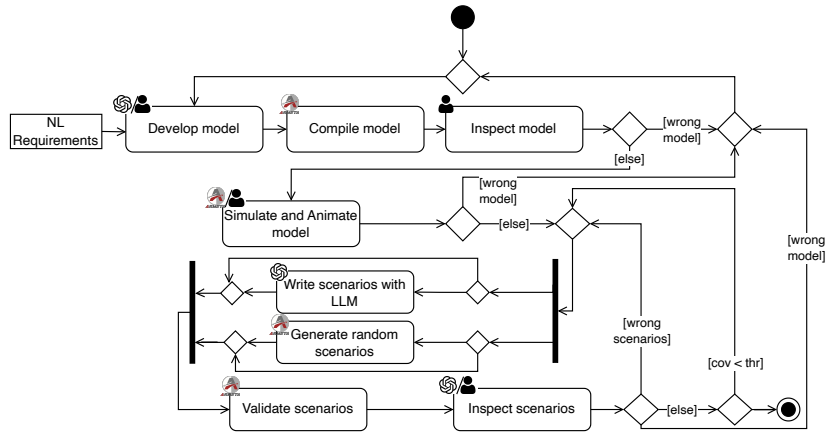 NL
Requirements
Develop model
Compile model
Inspect model
[wrong
model]
[else]
Simulate and Animate
model
[wrong
model]
[else]
[wrong
model]
Write scenarios with
LLM
Generate random
scenarios
[wrong
scenarios]
[cov < thr]
Validate scenarios
Inspect scenarios
[else]